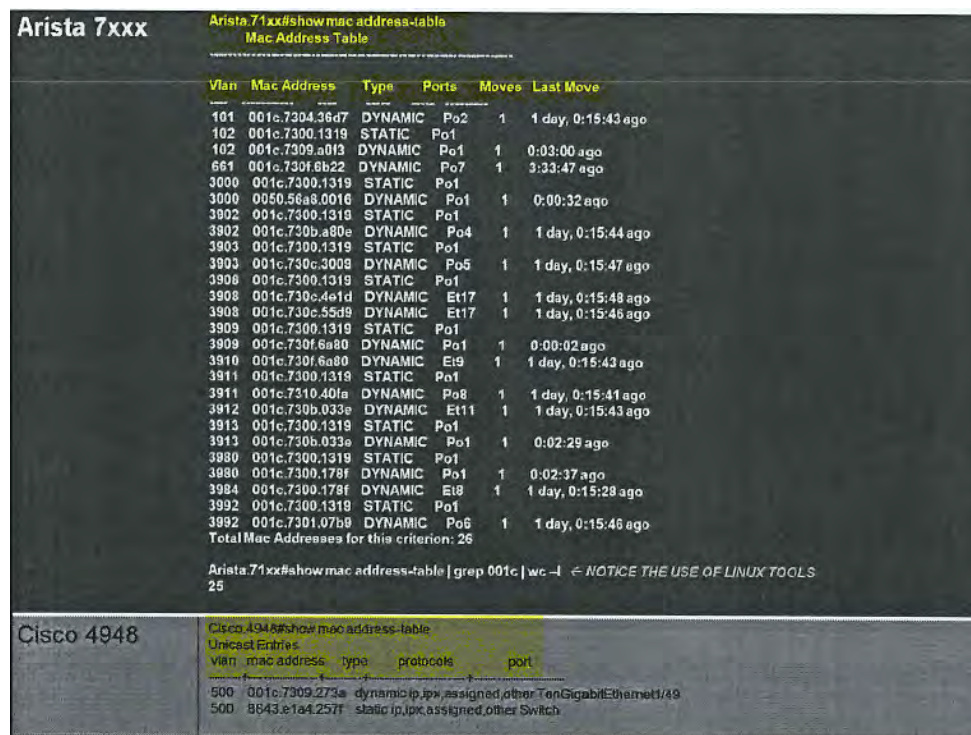 Arista 7xxx
Arista.71xx#show mac address-table
Mac Address Table
Vlan Mac Address Type Ports Moves Last Move
101 001c.7304.36d7 DYNAMIC Po2 1 1 day, 0:15:43 ago
102 001c.7300.1319 STATIC Po1
102 001c.7309.a0f3 DYNAMIC Po1 1 0:03:00 ago
661 001c.730f.6b22 DYNAMIC Po7 1 3:33:47 ago
3000 001c.7300.1319 STATIC Po1
3000 0050.56a8.0016 DYNAMIC Po1 1 0:00:32 ago
3902 001c.7300.1319 STATIC Po1
3902 001c.730b.a80e DYNAMIC Po4 1 1 day, 0:15:44 ago
3903 001c.7300.1319 STATIC Po1
3903 001c.730c.3009 DYNAMIC Po5 1 1 day, 0:15:47 ago
3908 001c.7300.1319 STATIC Po1
3908 001c.730c.4e1d DYNAMIC Et17 1 1 day, 0:15:48 ago
3908 001c.730c.55d9 DYNAMIC Et17 1 1 day, 0:15:46 ago
3909 001c.7300.1319 STATIC Po1
3909 001c.730f.6a80 DYNAMIC Po1 1 0:00:02 ago
3910 001c.730f.6a80 DYNAMIC Et9 1 1 day, 0:15:43 ago
3911 001c.7300.1319 STATIC Po1
3911 001c.7310.40fa DYNAMIC Po8 1 1 day, 0:15:41 ago
3912 001c.730b.033e DYNAMIC Et11 1 1 day, 0:15:43 ago
3913 001c.7300.1319 STATIC Po1
3913 001c.730b.033e DYNAMIC Po1 1 0:02:29 ago
3980 001c.7300.1319 STATIC Po1
3980 001c.7300.178f DYNAMIC Po1 1 0:02:37 ago
3984 001c.7300.178f DYNAMIC Et8 1 1 day, 0:15:28 ago
3992 001c.7300.1319 STATIC Po1
3992 001c.7301.07b9 DYNAMIC Po6 1 1 day, 0:15:46 ago
Total Mac Addresses for this criterion: 26
Arista.71xx#show mac address-table | grep 001c | wc –l ← NOTICE THE USE OF LINUX TOOLS
25
Cisco 4948
Cisco.4948#show mac address-table
Unicast Entries
vlan mac address type protocols port
500 001c.7309.273a dynamic ip,ipx,assigned,other TenGigabitEthernet1/49
500 8643.e1a4.257f static ip,ipx,assigned,other Switch